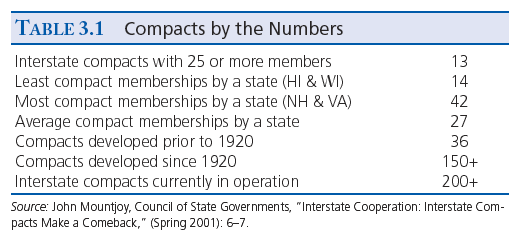 TABLE 3.1 Compacts by the Numbers
Interstate compacts with 25 or more members 13
Least compact memberships by a state (HI & WI) 14
Most compact memberships by a state (NH & VA) 42
Average compact memberships by a state 27
Compacts developed prior to 1920 36
Compacts developed since 1920 150+
Interstate compacts currently in operation 200+
Source: John Mountjoy, Council of State Governments, "Interstate Cooperation: Interstate Com-
pacts Make a Comeback," (Spring 2001): 6–7.